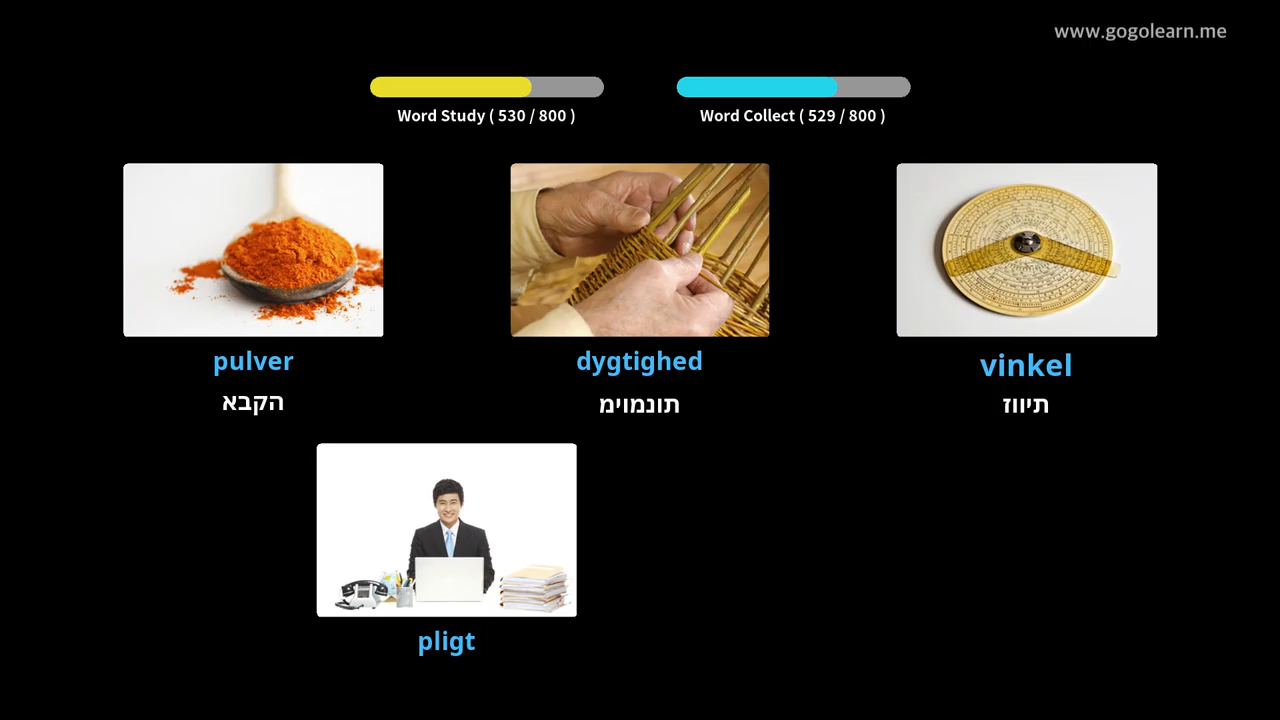 www.gogolearn.me
Word Study ( 530 / 800 )
Word Collect ( 529 / 800 )
pulver
הקבא
dygtighed
תונמוימ
vinkel
תיווז
pligt